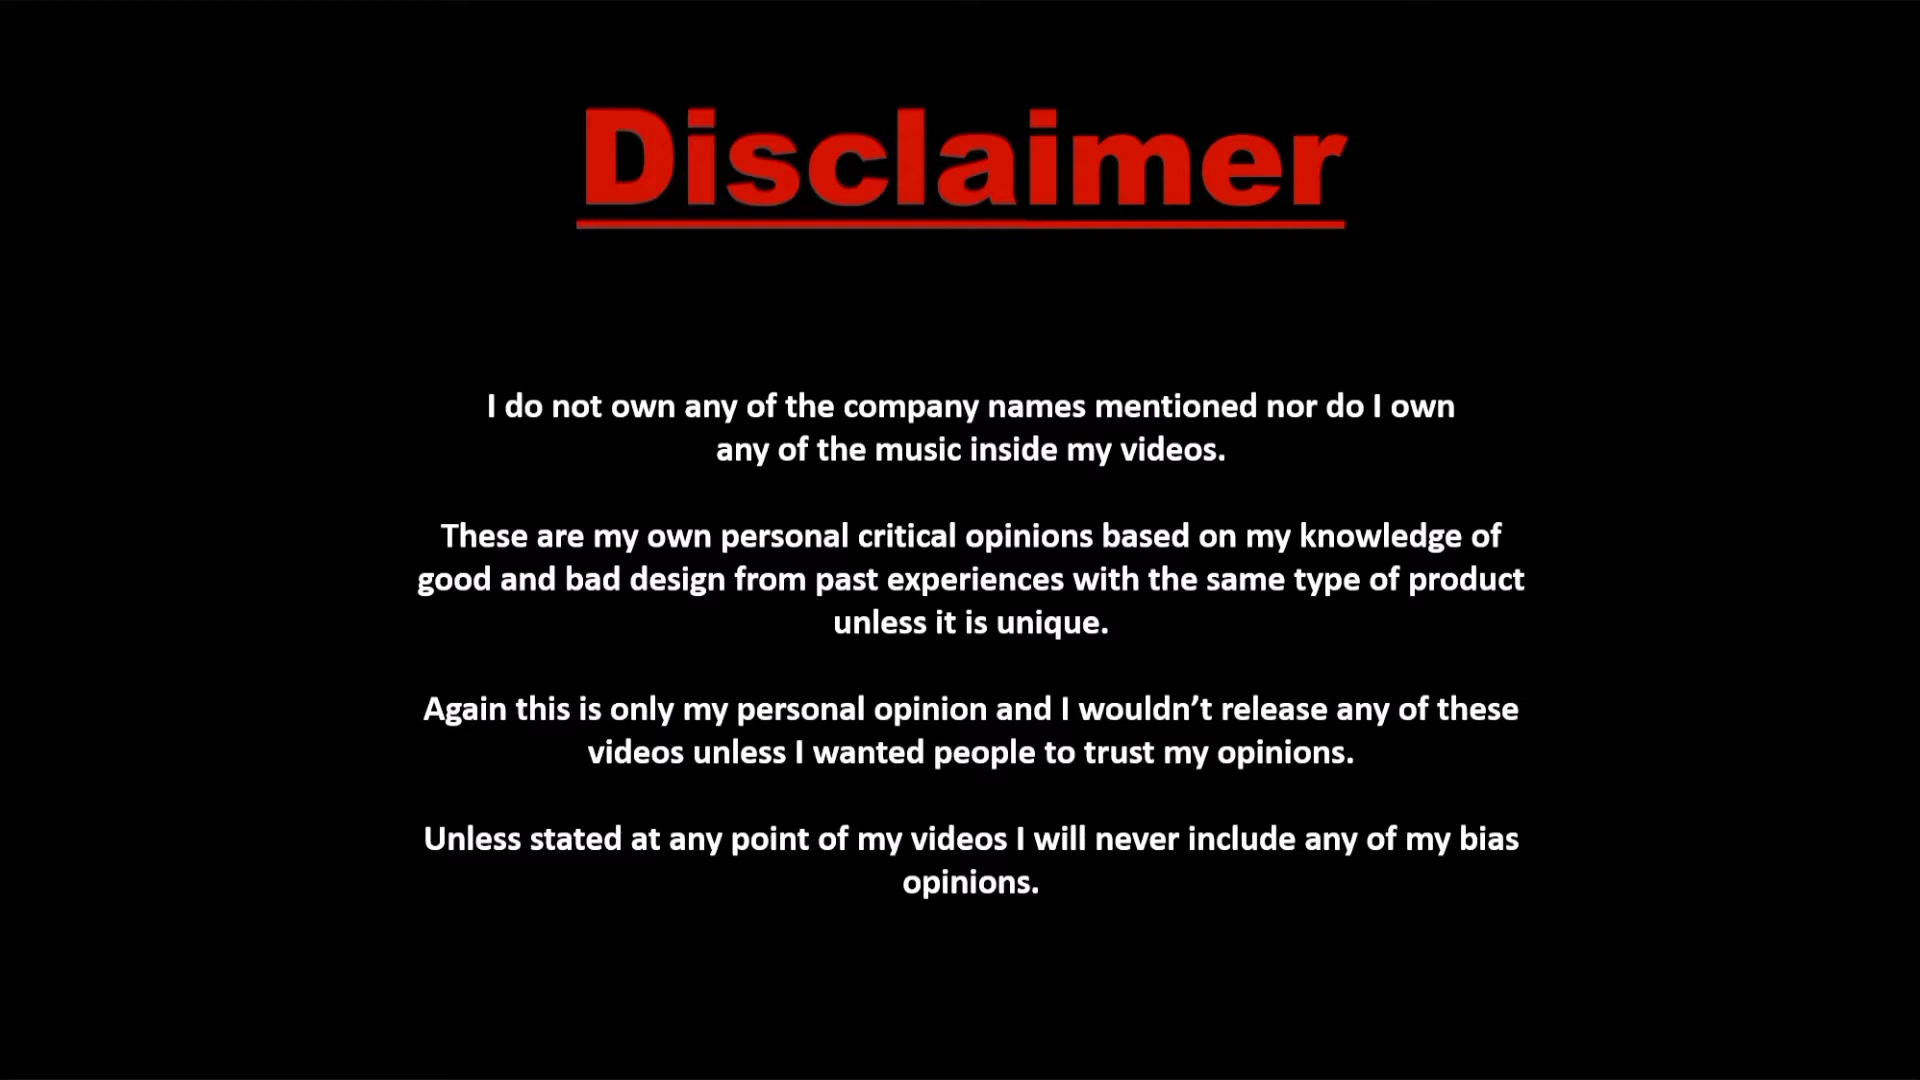 Disclaimer
I do not own any of the company names mentioned nor do I own
any of the music inside my videos.
These are my own personal critical opinions based on my knowledge of
good and bad design from past experiences with the same type of product
unless it is unique.
Again this is only my personal opinion and I wouldn’t release any of these
videos unless I wanted people to trust my opinions.
Unless stated at any point of my videos I will never include any of my bias
opinions.